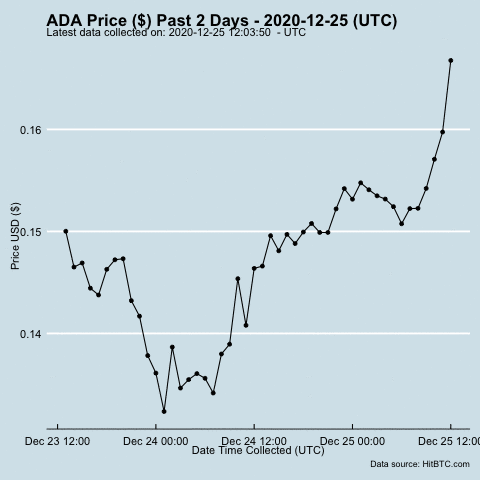 ADA Price ($) Past 2 Days - 2020-12-25 (UTC)
Latest data collected on: 2020-12-25 12:03:50 - UTC
Price USD ($)
0.16
0.15
0.14
Dec 23 12:00 Dec 24 00:00 Dec 24 12:00 Dec 25 00:00 Dec 25 12:00
Date Time Collected (UTC)
Data source: HitBTC.com